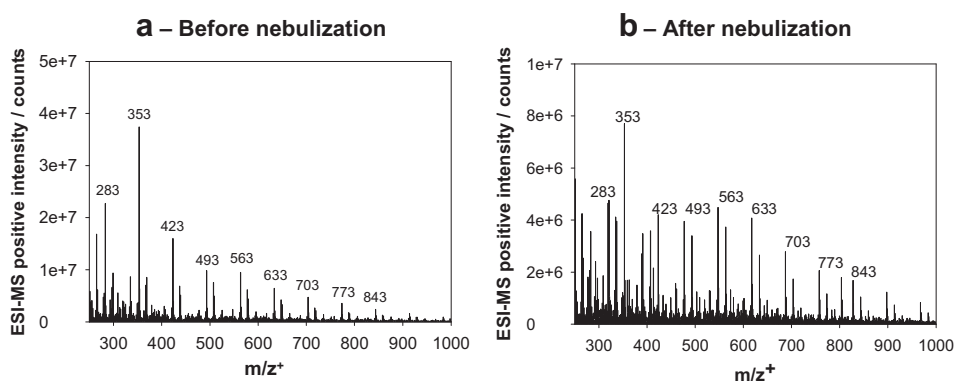 a – Before nebulization
ESI-MS positive intensity / counts
5e+7
4e+7
3e+7
2e+7
1e+7
0
353
283
423
493
563
633
703
773
843
300 400 500 600 700 800 900 1000
m/z+
b – After nebulization
ESI-MS positive intensity / counts
1e+7
8e+6
6e+6
4e+6
2e+6
0
353
283
423
493
563
633
703
773
843
300 400 500 600 700 800 900 1000
m/z+